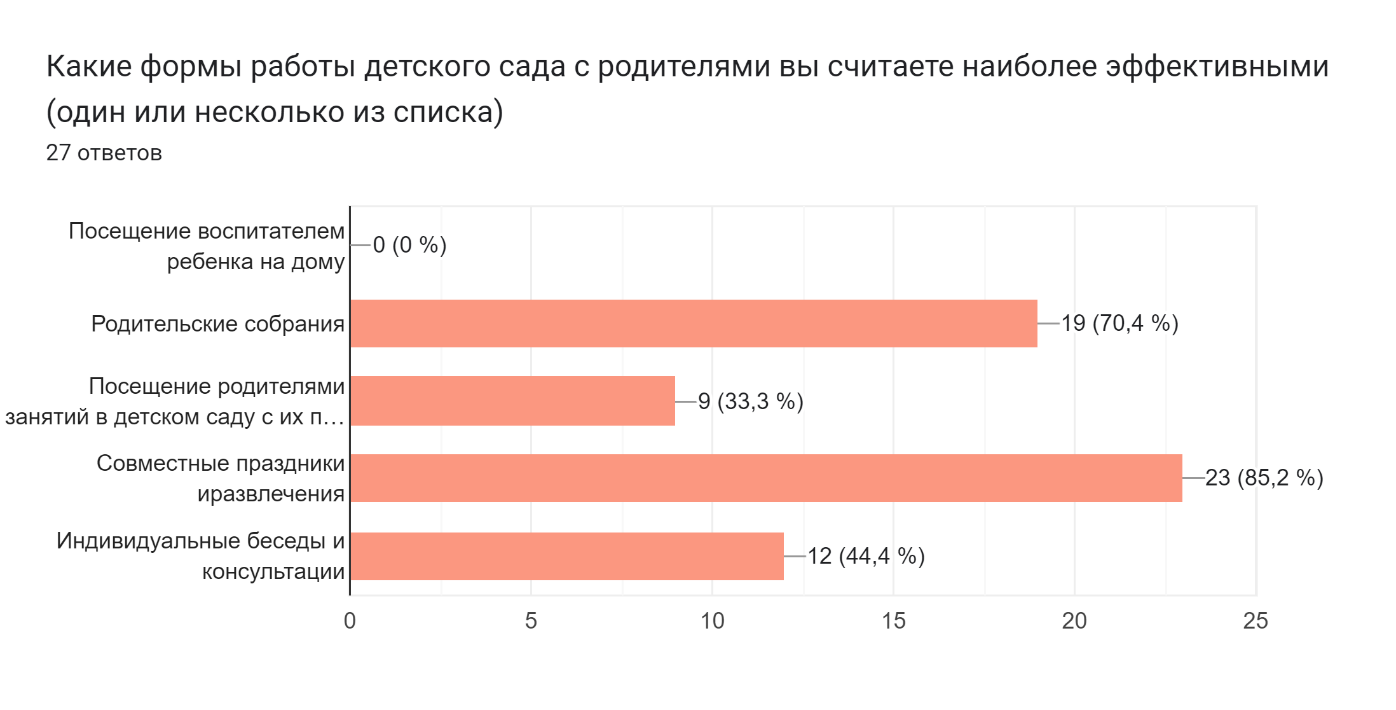 Какие формы работы детского сада с родителями вы считаете наиболее эффективными
(один или несколько из списка)
27 ответов
Посещение воспитателем
ребенка на дому
0 (0 %)
Родительские собрания
19 (70,4 %)
Посещение родителями
занятий в детском саду с их п…
9 (33,3 %)
Совместные праздники
иразвлечения
23 (85,2 %)
Индивидуальные беседы и
консультации
12 (44,4 %)
0 5 10 15 20 25